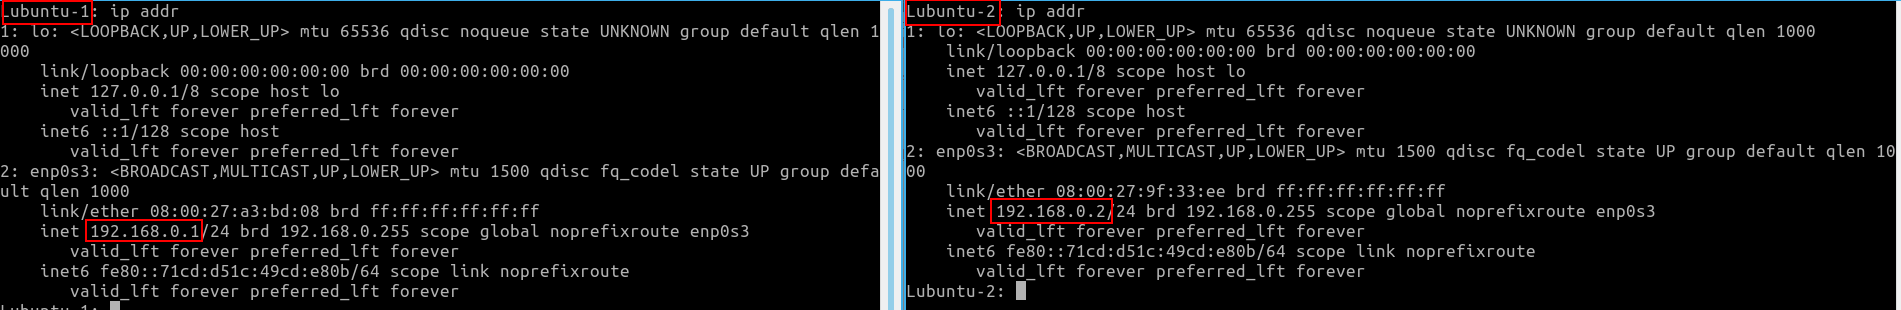 Lubuntu-1: ip addr
1: lo: <LOOPBACK,UP,LOWER_UP> mtu 65536 qdisc noqueue state UNKNOWN group default qlen 1
000
    link/loopback 00:00:00:00:00:00 brd 00:00:00:00:00:00
    inet 127.0.0.1/8 scope host lo
       valid_lft forever preferred_lft forever
    inet6 ::1/128 scope host
       valid_lft forever preferred_lft forever
2: enp0s3: <BROADCAST,MULTICAST,UP,LOWER_UP> mtu 1500 qdisc fq_codel state UP group defa
ult qlen 1000
    link/ether 08:00:27:a3:bd:08 brd ff:ff:ff:ff:ff:ff
    inet 192.168.0.1/24 brd 192.168.0.255 scope global noprefixroute enp0s3
       valid_lft forever preferred_lft forever
    inet6 fe80::71cd:d51c:49cd:e80b/64 scope link noprefixroute
       valid_lft forever preferred_lft forever
Lubuntu-1:
Lubuntu-2: ip addr
1: lo: <LOOPBACK,UP,LOWER_UP> mtu 65536 qdisc noqueue state UNKNOWN group default qlen 1000
    link/loopback 00:00:00:00:00:00 brd 00:00:00:00:00:00
    inet 127.0.0.1/8 scope host lo
       valid_lft forever preferred_lft forever
    inet6 ::1/128 scope host
       valid_lft forever preferred_lft forever
2: enp0s3: <BROADCAST,MULTICAST,UP,LOWER_UP> mtu 1500 qdisc fq_codel state UP group default qlen 10
00
    link/ether 08:00:27:9f:33:ee brd ff:ff:ff:ff:ff:ff
    inet 192.168.0.2/24 brd 192.168.0.255 scope global noprefixroute enp0s3
       valid_lft forever preferred_lft forever
    inet6 fe80::71cd:d51c:49cd:e80b/64 scope link noprefixroute
       valid_lft forever preferred_lft forever
Lubuntu-2: